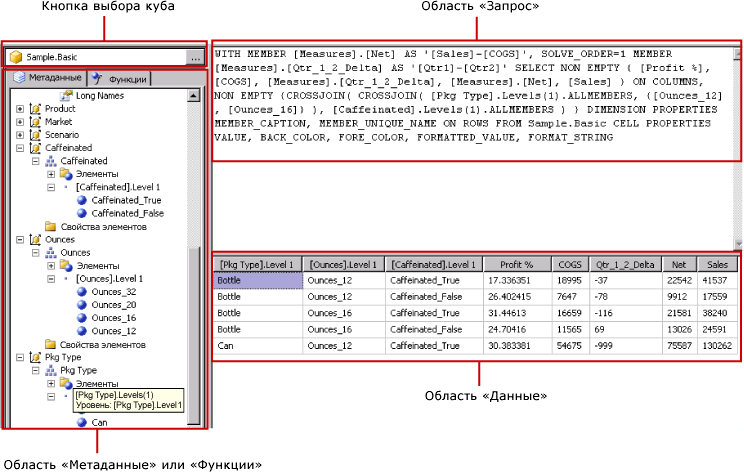 Кнопка выбора куба
Область «Запрос»
Sample.Basic ...
Метаданные Функции
Long Names
Product
Market
Scenario
Caffeinated
Caffeinated
Элементы
[Caffeinated].Level 1
Caffeinated_True
Caffeinated_False
Свойства элементов
Ounces
Ounces
Элементы
[Ounces].Level 1
Ounces_32
Ounces_20
Ounces_16
Ounces_12
Свойства элементов
Pkg Type
Pkg Type
Элементы
[Pkg Type].Levels(1)
Уровень: [Pkg Type].Level1
Can
WITH MEMBER [Measures].[Net] AS '[Sales]-[COGS]', SOLVE_ORDER=1 MEMBER
[Measures].[Qtr_1_2_Delta] AS '[Qtr1]-[Qtr2]' SELECT NON EMPTY { [Profit %],
[COGS], [Measures].[Qtr_1_2_Delta], [Measures].[Net], [Sales] } ON COLUMNS,
NON EMPTY (CROSSJOIN( CROSSJOIN( [Pkg Type].Levels(1).ALLMEMBERS, {[Ounces_12]
, [Ounces_16]} ), [Caffeinated].Levels(1).ALLMEMBERS ) ) DIMENSION PROPERTIES
MEMBER_CAPTION, MEMBER_UNIQUE_NAME ON ROWS FROM Sample.Basic CELL PROPERTIES
VALUE, BACK_COLOR, FORE_COLOR, FORMATTED_VALUE, FORMAT_STRING
[Pkg Type].Level 1 [Ounces].Level 1 [Caffeinated].Level 1 Profit % COGS Qtr_1_2_Delta Net Sales
Bottle Ounces_12 Caffeinated_True 17.336351 18995 -37 22542 41537
Bottle Ounces_12 Caffeinated_False 26.402415 7647 -78 9912 17559
Bottle Ounces_16 Caffeinated_True 31.44613 16659 -116 21581 38240
Bottle Ounces_16 Caffeinated_False 24.70416 11565 69 13026 24591
Can Ounces_12 Caffeinated_True 30.383381 54675 -999 75587 130262
Область «Данные»
Область «Метаданные» или «Функции»